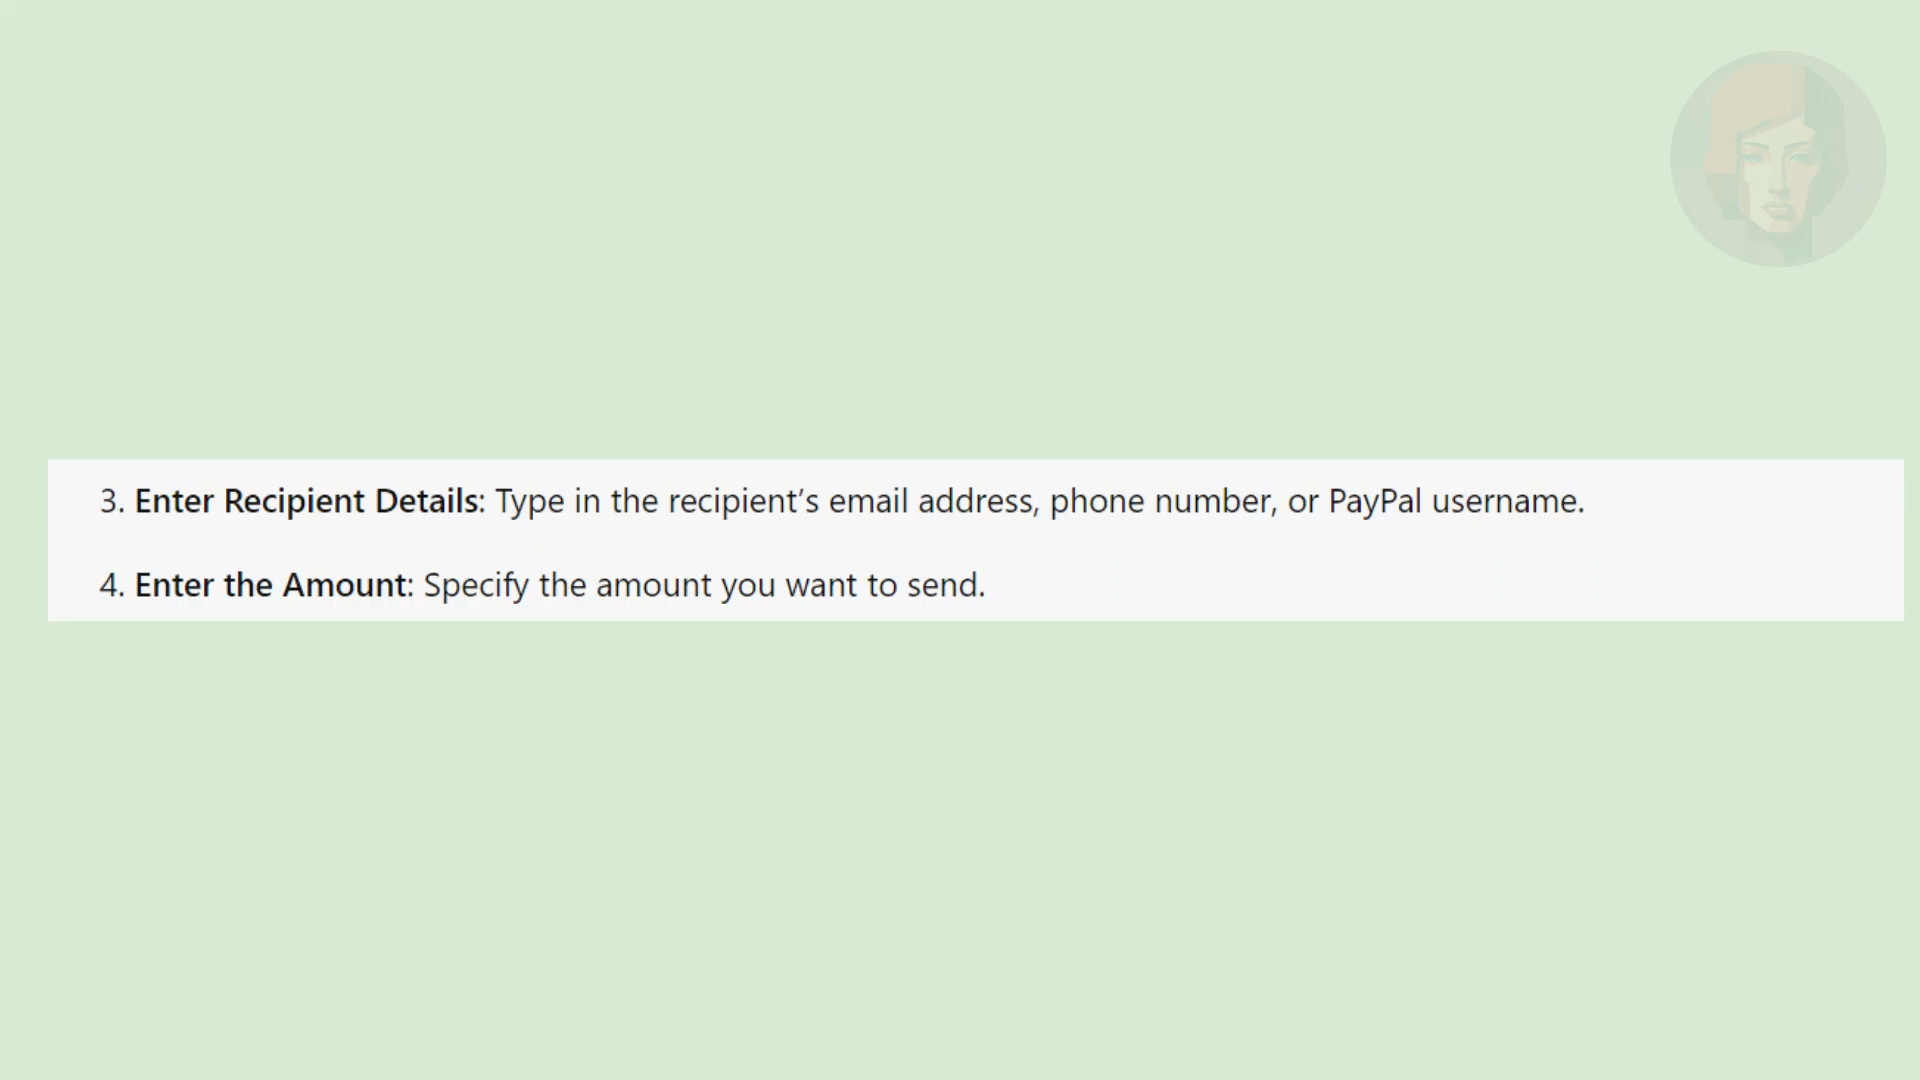 3. Enter Recipient Details: Type in the recipient’s email address, phone number, or PayPal username.
4. Enter the Amount: Specify the amount you want to send.